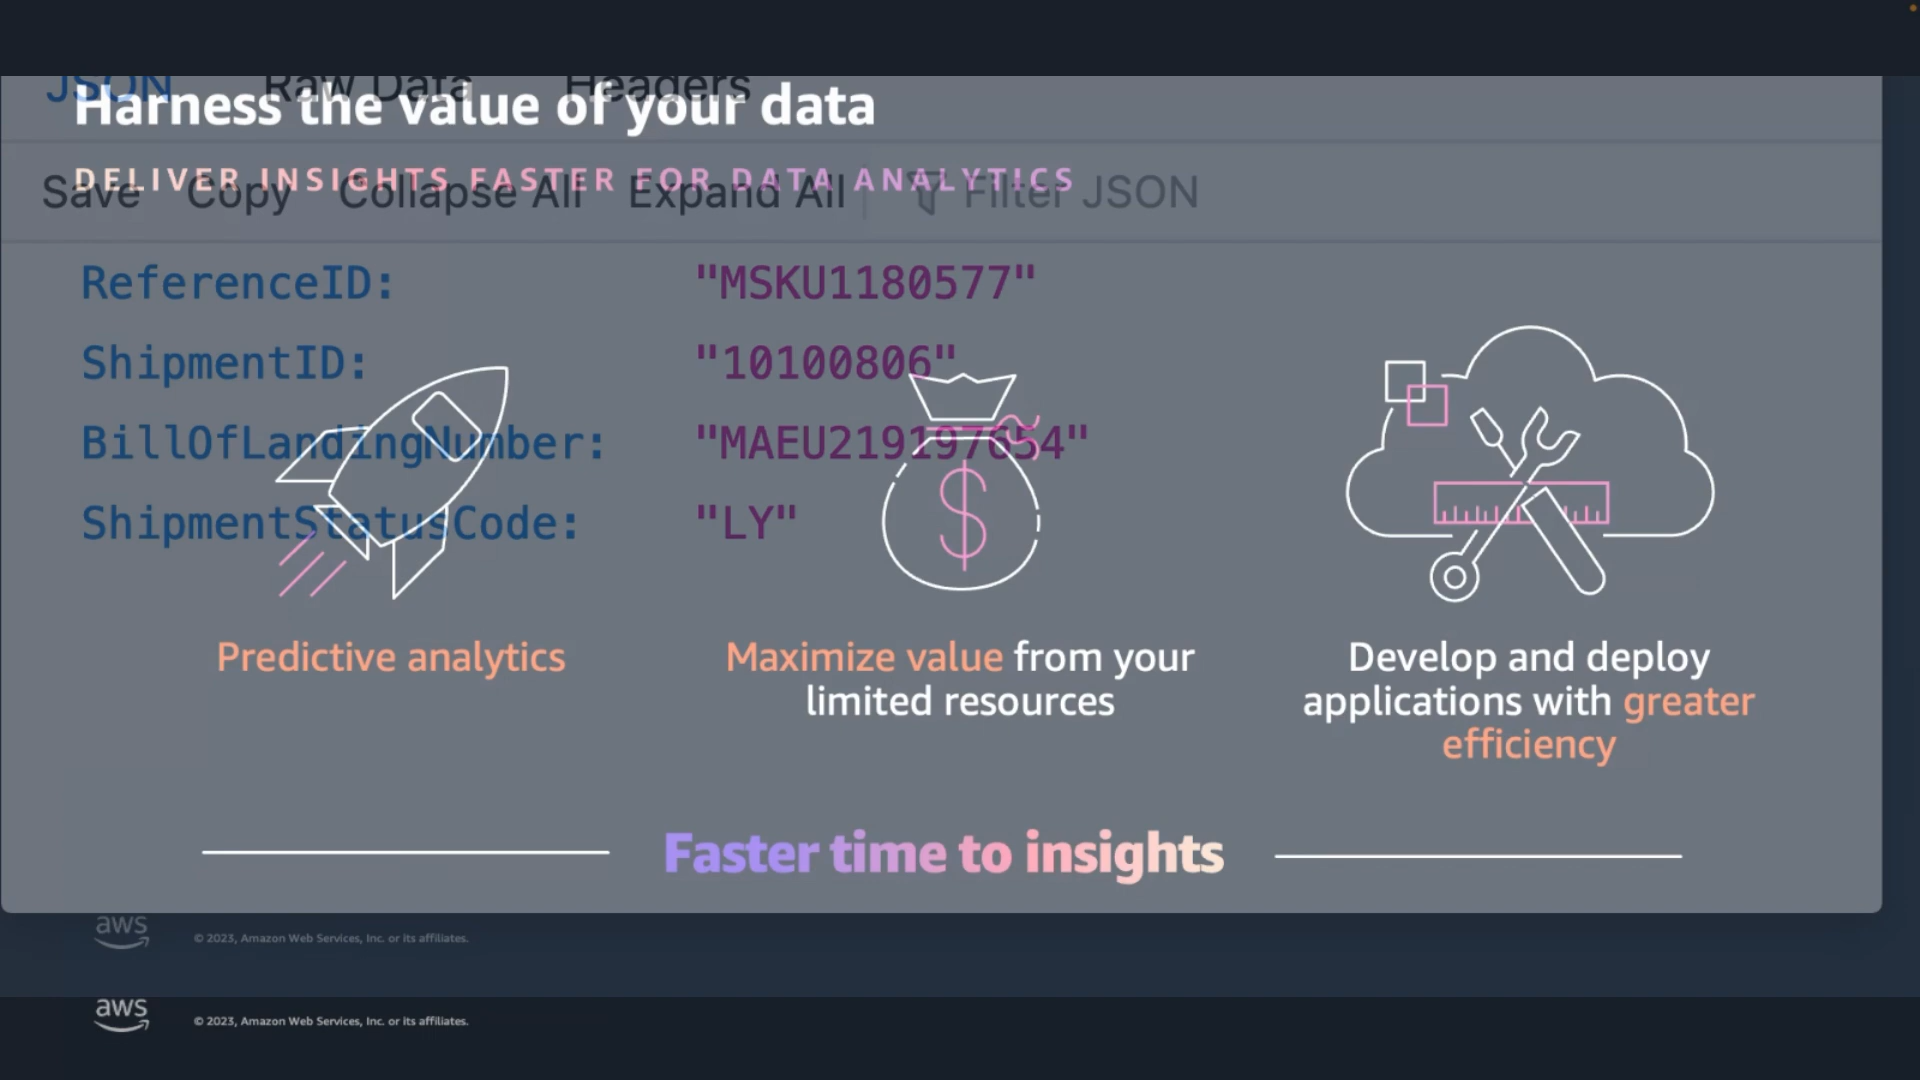 JSON Raw Data Headers
Harness the value of your data
DELIVER INSIGHTS FASTER FOR DATA ANALYTICS
Save Copy Collapse All Expand All Filter JSON
ReferenceID: "MSKU1180577"
ShipmentID: "10100806"
BillOfLandingNumber: "MAEU219197654"
ShipmentStatusCode: "LY"
Predictive analytics
Maximize value from your
limited resources
Develop and deploy
applications with greater
efficiency
Faster time to insights
aws © 2023, Amazon Web Services, Inc. or its affiliates.
aws © 2023, Amazon Web Services, Inc. or its affiliates.